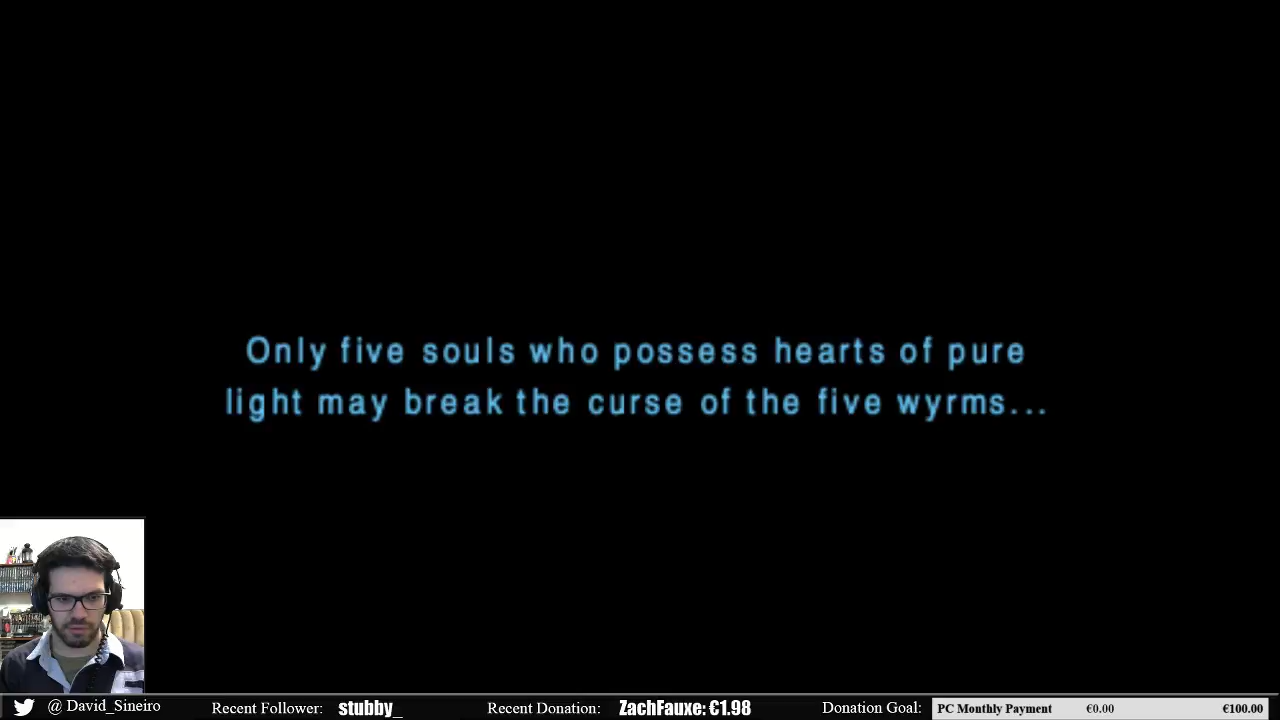 Only five souls who possess hearts of pure
light may break the curse of the five wyrms...
@ David_Sineiro Recent Follower: stubby_ Recent Donation: ZachFauxe: €1.98 Donation Goal: PC Monthly Payment €0.00 €100.00